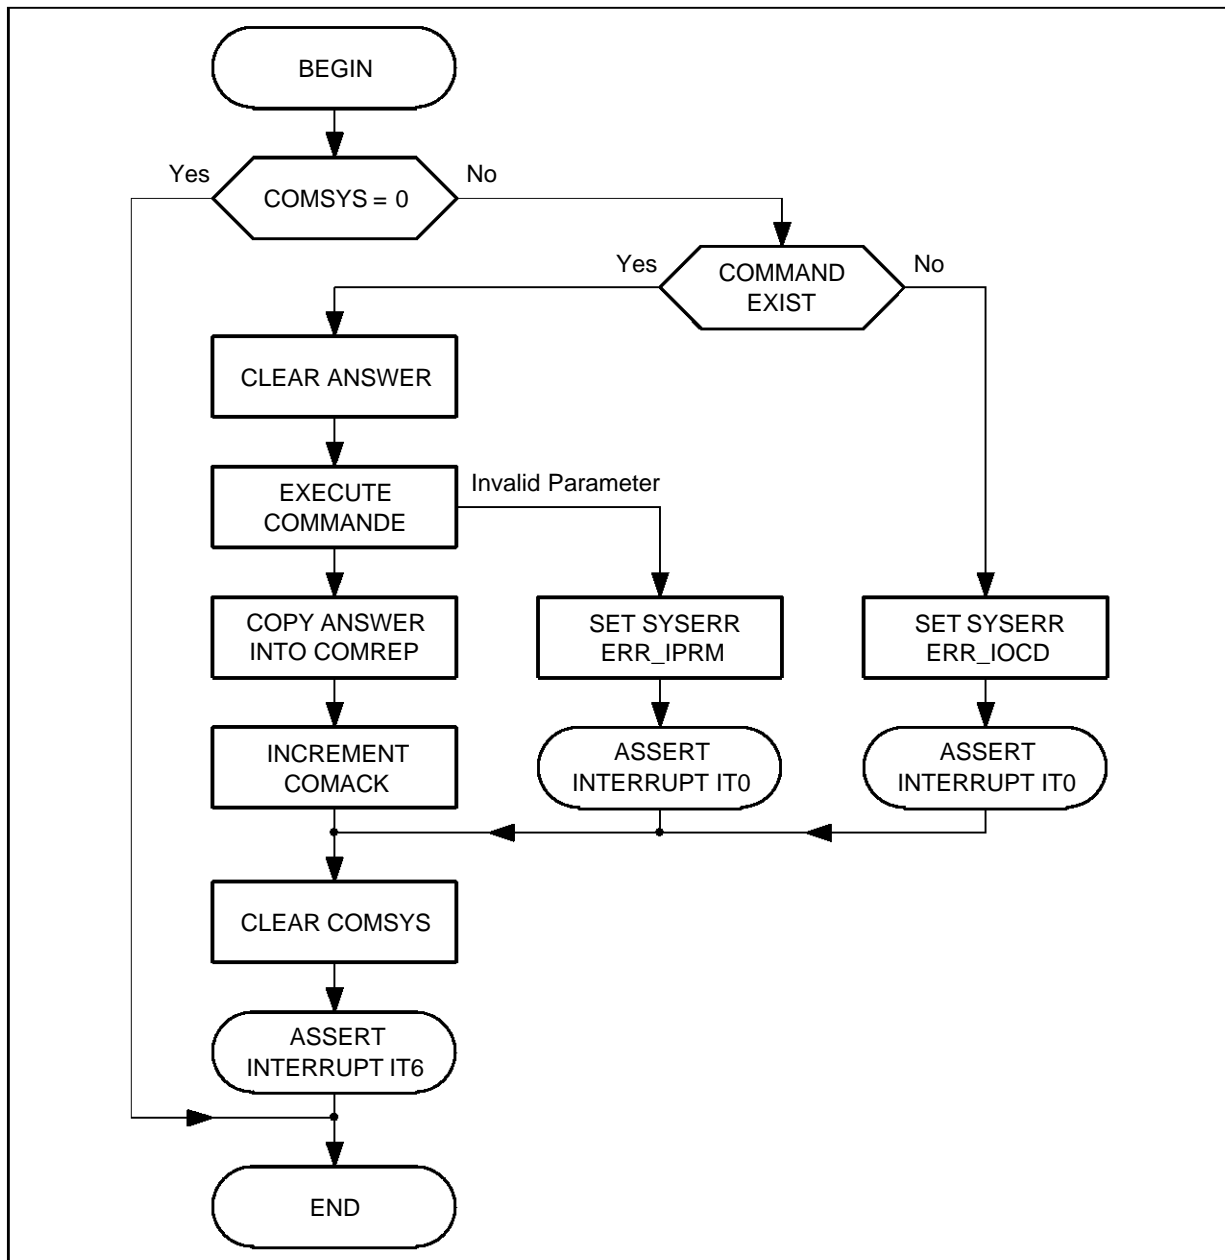 BEGIN
Yes
No
COMSYS = 0
Yes
No
COMMAND
EXIST
CLEAR ANSWER
Invalid Parameter
EXECUTE
COMMANDE
COPY ANSWER
INTO COMREP
SET SYSERR
ERR_IPRM
SET SYSERR
ERR_IOCD
INCREMENT
COMACK
ASSERT
INTERRUPT IT0
ASSERT
INTERRUPT IT0
CLEAR COMSYS
ASSERT
INTERRUPT IT6
END